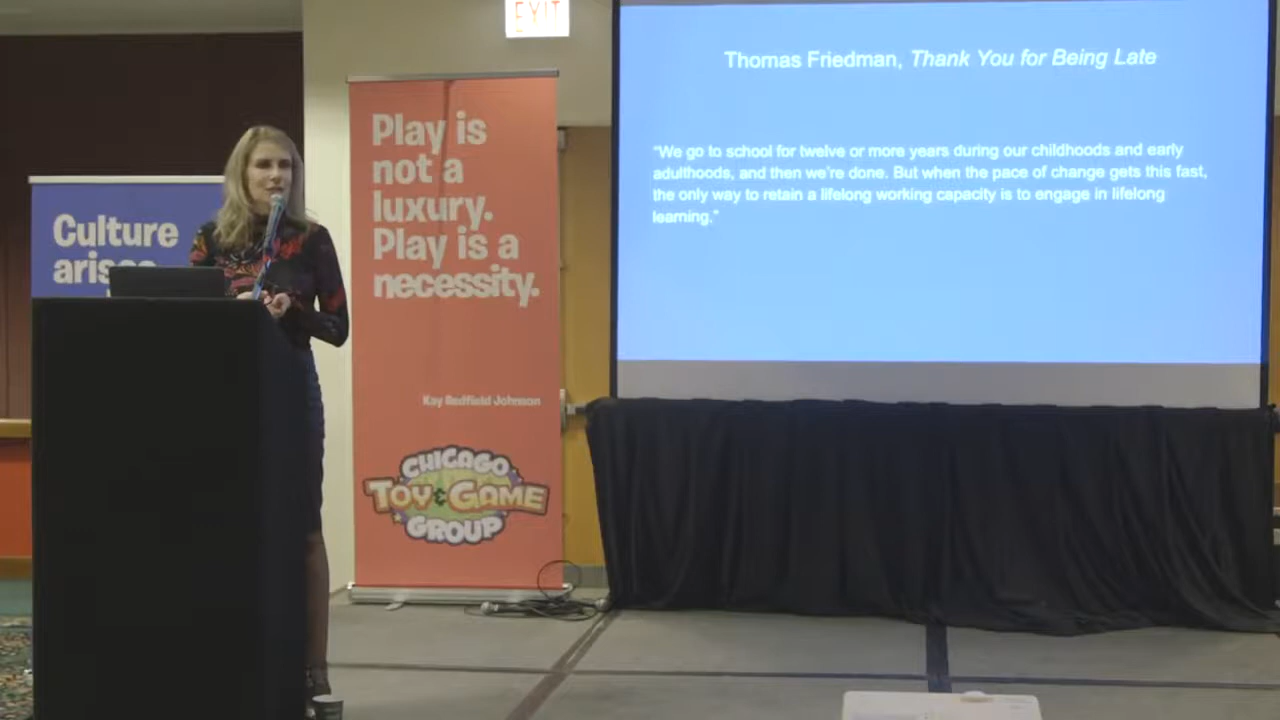 EXIT
Thomas Friedman, Thank You for Being Late
"We go to school for twelve or more years during our childhoods and early
adulthoods, and then we're done. But when the pace of change gets this fast,
the only way to retain a lifelong working capacity is to engage in lifelong
learning."
Play is
not a
luxury.
Play is a
necessity.
Kay Redfield Johnson
CHICAGO
TOY & GAME
GROUP
Culture
arises